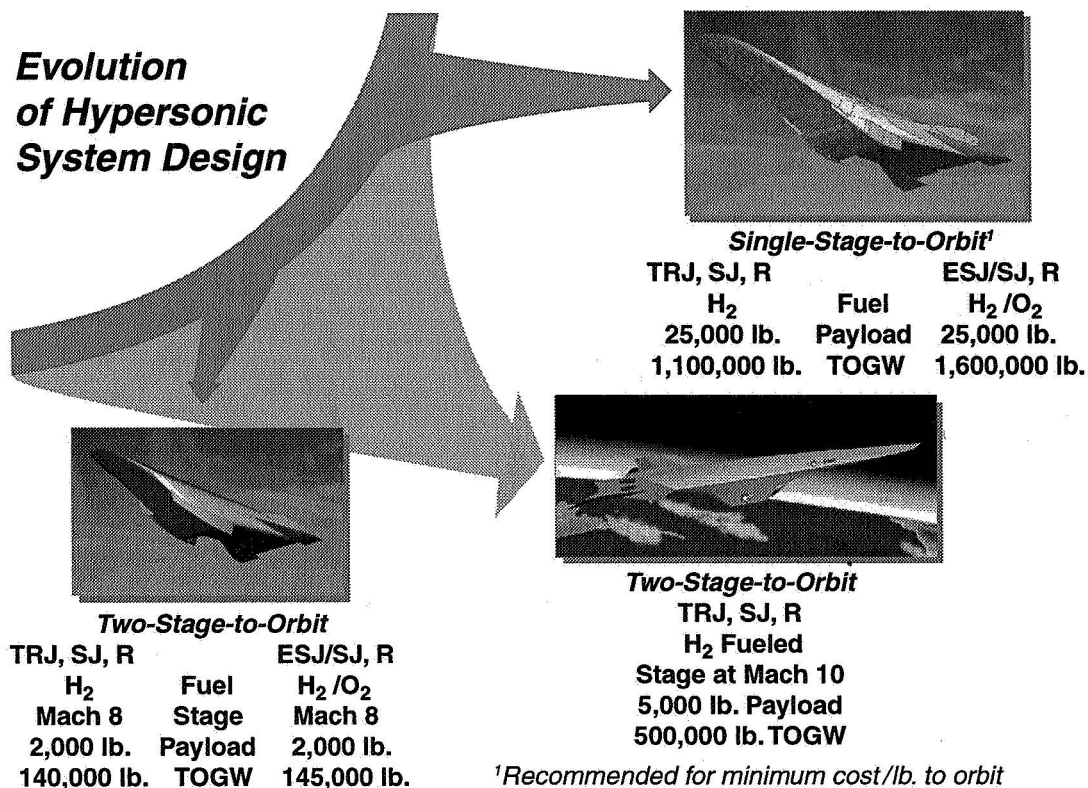 Evolution
of Hypersonic
System Design
Single-Stage-to-Orbit¹
TRJ, SJ, R ESJ/SJ, R
H₂ Fuel H₂/O₂
25,000 lb. Payload 25,000 lb.
1,100,000 lb. TOGW 1,600,000 lb.
Two-Stage-to-Orbit
TRJ, SJ, R ESJ/SJ, R
H₂ Fuel H₂/O₂
Mach 8 Stage Mach 8
2,000 lb. Payload 2,000 lb.
140,000 lb. TOGW 145,000 lb.
Two-Stage-to-Orbit
TRJ, SJ, R
H₂ Fueled
Stage at Mach 10
5,000 lb. Payload
500,000 lb. TOGW
¹Recommended for minimum cost/lb. to orbit